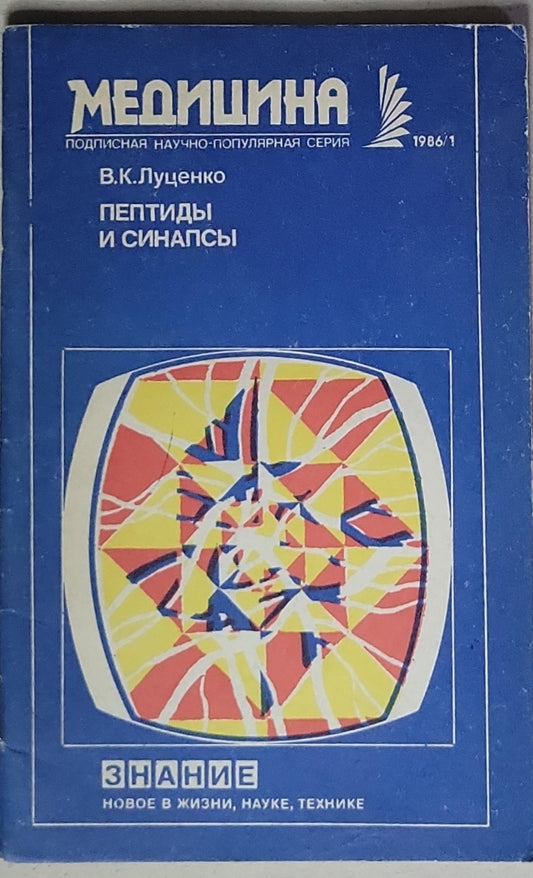 МЕДИЦИНА
ПОДПИСНАЯ НАУЧНО-ПОПУЛЯРНАЯ СЕРИЯ
1986/1
В.К.Луценко
ПЕПТИДЫ
И СИНАПСЫ
ЗНАНИЕ
НОВОЕ В ЖИЗНИ, НАУКЕ, ТЕХНИКЕ